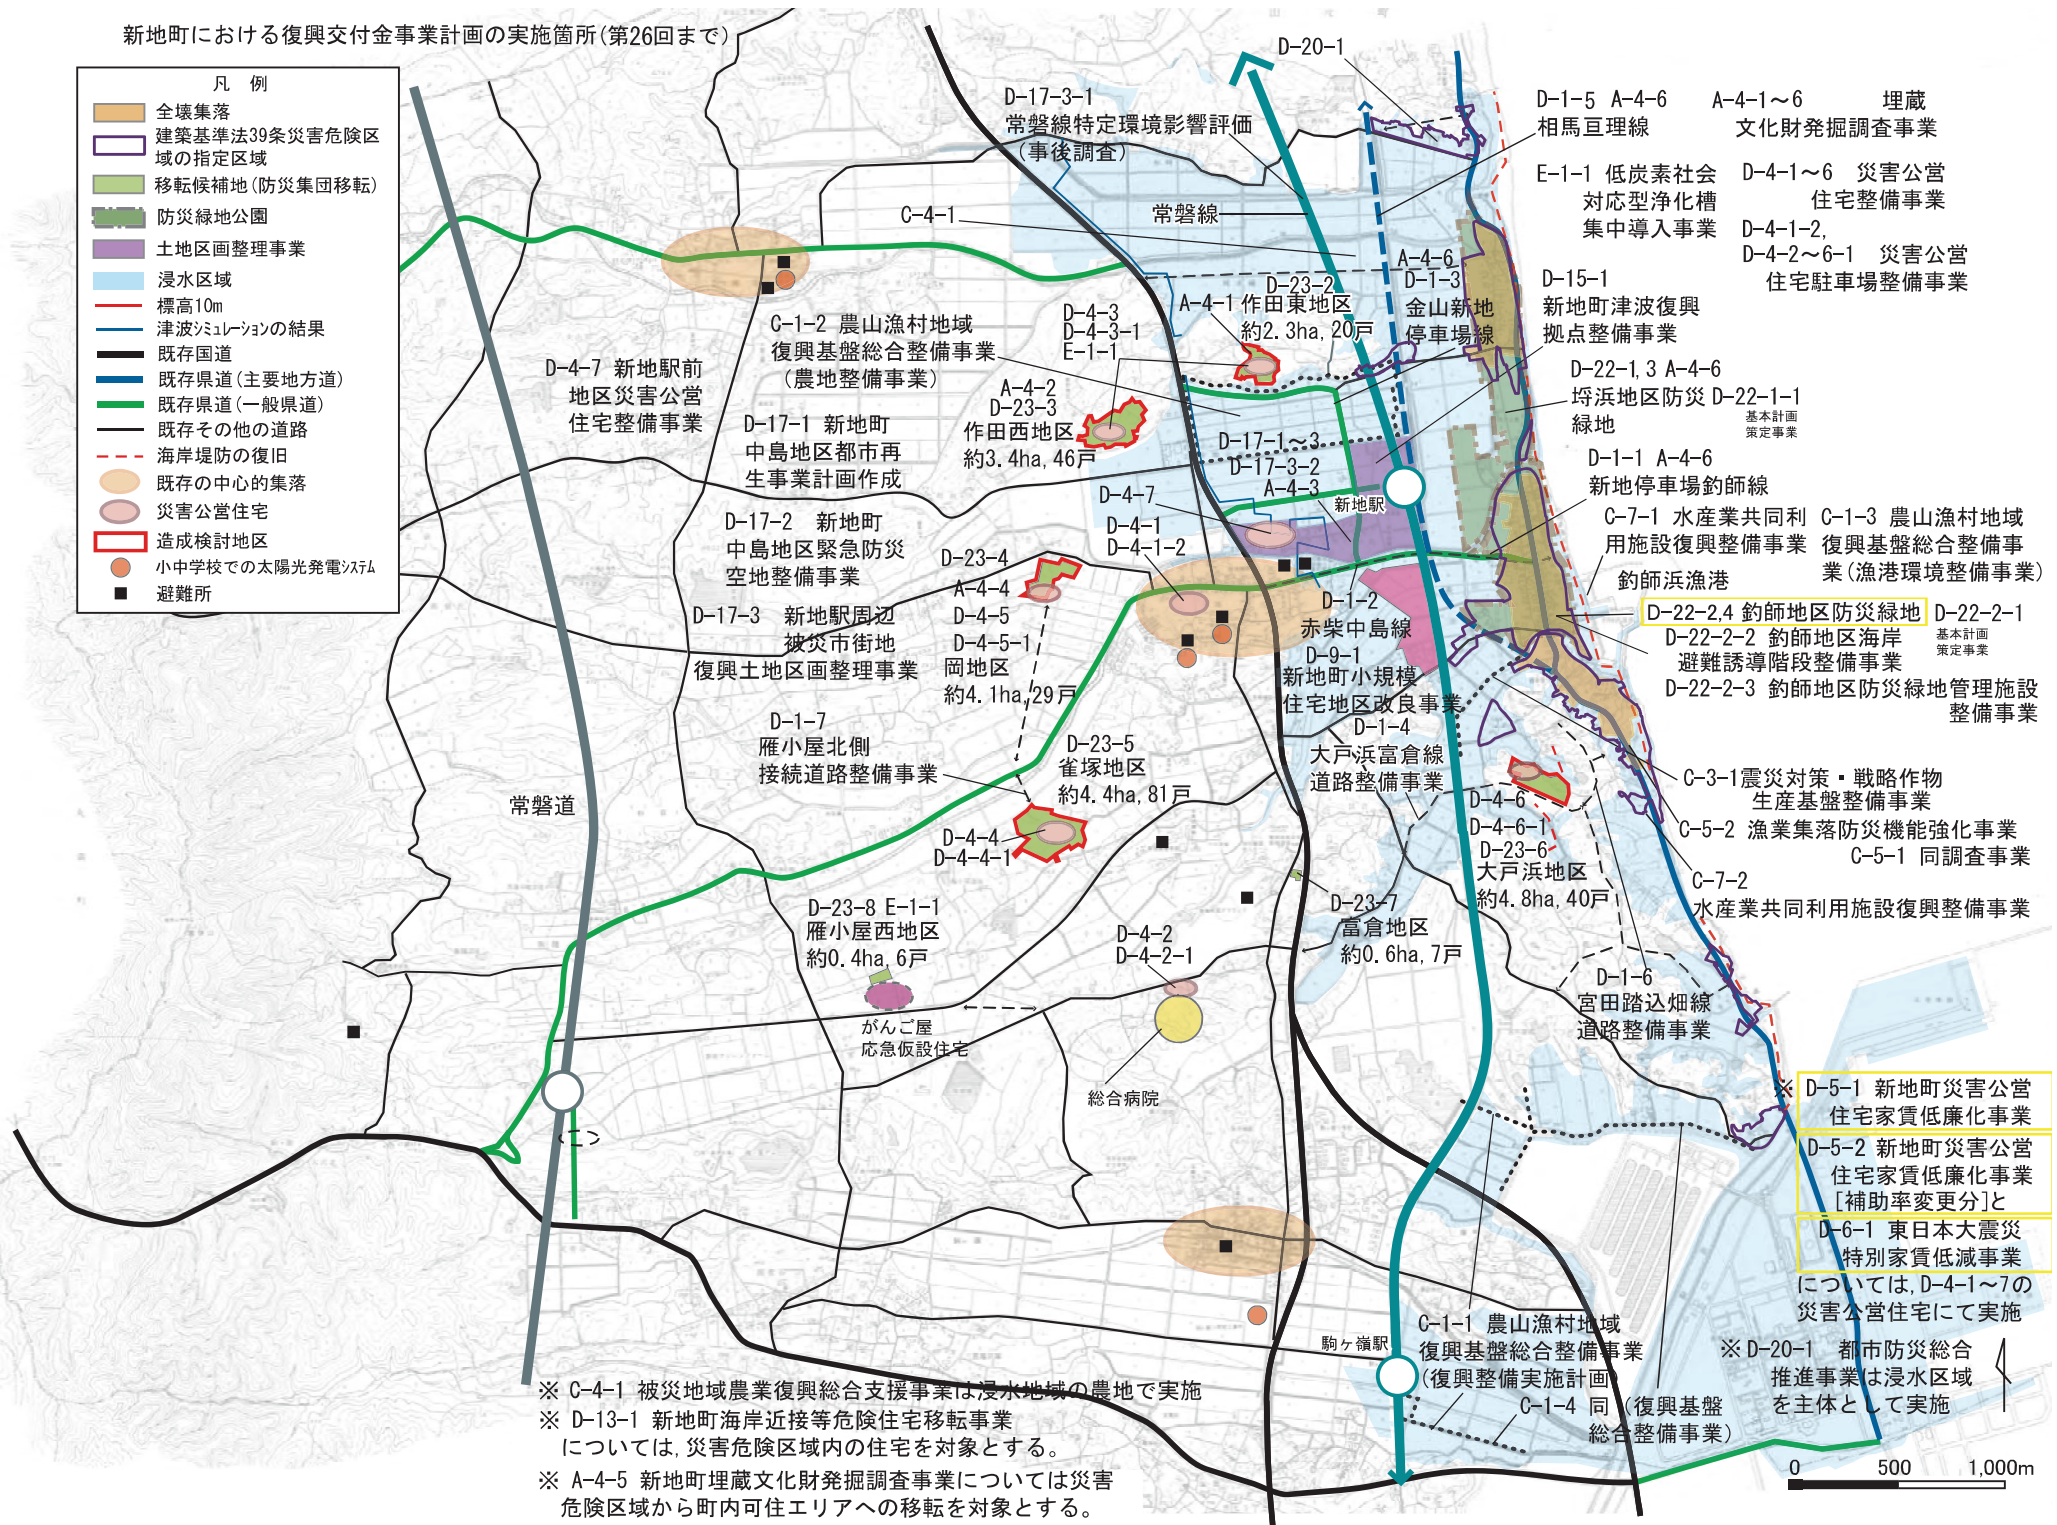 新地町における復興交付金事業計画の実施箇所(第26回まで)
凡 例
全壊集落
建築基準法39条災害危険区
域の指定区域
移転候補地(防災集団移転)
防災緑地公園
土地区画整理事業
浸水区域
標高10m
津波シミュレーションの結果
既存国道
既存県道(主要地方道)
既存県道(一般県道)
既存その他の道路
海岸堤防の復旧
既存の中心的集落
災害公営住宅
造成検討地区
小中学校での太陽光発電システム
避難所
D-20-1
D-17-3-1
常磐線特定環境影響評価
(事後調査)
常磐線
C-4-1
D-1-5 A-4-6
相馬亘理線
A-4-1～6 埋蔵
文化財発掘調査事業
E-1-1 低炭素社会
対応型浄化槽
集中導入事業
D-4-1～6 災害公営
住宅整備事業
D-4-1-2,
D-4-2～6-1 災害公営
住宅駐車場整備事業
A-4-6
D-1-3
金山新地
停車場線
D-23-2
A-4-1 作田東地区
約2.3ha,20戸
D-15-1
新地町津波復興
拠点整備事業
D-4-3
D-4-3-1
E-1-1
C-1-2 農山漁村地域
復興基盤総合整備事業
(農地整備事業)
D-4-7 新地駅前
地区災害公営
住宅整備事業
A-4-2
D-23-3
作田西地区
約3.4ha,46戸
D-22-1,3 A-4-6
埒浜地区防災
緑地
D-22-1-1
基本計画
策定事業
D-17-1 新地町
中島地区都市再
生事業計画作成
D-17-1～3
D-17-3-2
A-4-3
新地駅
D-1-1 A-4-6
新地停車場釣師線
D-4-7
D-4-1
D-4-1-2
D-17-2 新地町
中島地区緊急防災
空地整備事業
C-7-1 水産業共同利
用施設復興整備事業
C-1-3 農山漁村地域
復興基盤総合整備事
業(漁港環境整備事業)
釣師浜漁港
D-23-4
A-4-4
D-4-5
D-4-5-1
岡地区
約4.1ha,29戸
D-17-3 新地駅周辺
被災市街地
復興土地区画整理事業
D-1-2
赤柴中島線
D-9-1
新地町小規模
住宅地区改良事業
D-22-2,4 釣師地区防災緑地
D-22-2-1
基本計画
策定事業
D-22-2-2 釣師地区海岸
避難誘導階段整備事業
D-22-2-3 釣師地区防災緑地管理施設
整備事業
D-1-7
雁小屋北側
接続道路整備事業
D-23-5
雀塚地区
約4.4ha,81戸
D-1-4
大戸浜富倉線
道路整備事業
常磐道
D-4-4
D-4-4-1
D-4-6
D-4-6-1
D-23-6
大戸浜地区
約4.8ha,40戸
C-3-1震災対策・戦略作物
生産基盤整備事業
C-5-2 漁業集落防災機能強化事業
C-5-1 同調査事業
C-7-2
水産業共同利用施設復興整備事業
D-23-8 E-1-1
雁小屋西地区
約0.4ha,6戸
D-4-2
D-4-2-1
D-23-7
富倉地区
約0.6ha,7戸
D-1-6
宮田踏込畑線
道路整備事業
がんご屋
応急仮設住宅
総合病院
※ D-5-1 新地町災害公営
住宅家賃低廉化事業
D-5-2 新地町災害公営
住宅家賃低廉化事業
[補助率変更分]と
D-6-1 東日本大震災
特別家賃低減事業
については,D-4-1～7の
災害公営住宅にて実施
駒ヶ嶺駅
C-1-1 農山漁村地域
復興基盤総合整備事業
(復興整備実施計画)
C-1-4 同 (復興基盤
総合整備事業)
※ D-20-1 都市防災総合
推進事業は浸水区域
を主体として実施
※ C-4-1 被災地域農業復興総合支援事業は浸水地域の農地で実施
※ D-13-1 新地町海岸近接等危険住宅移転事業
については,災害危険区域内の住宅を対象とする。
※ A-4-5 新地町埋蔵文化財発掘調査事業については災害
危険区域から町内可住エリアへの移転を対象とする。
0 500 1,000m